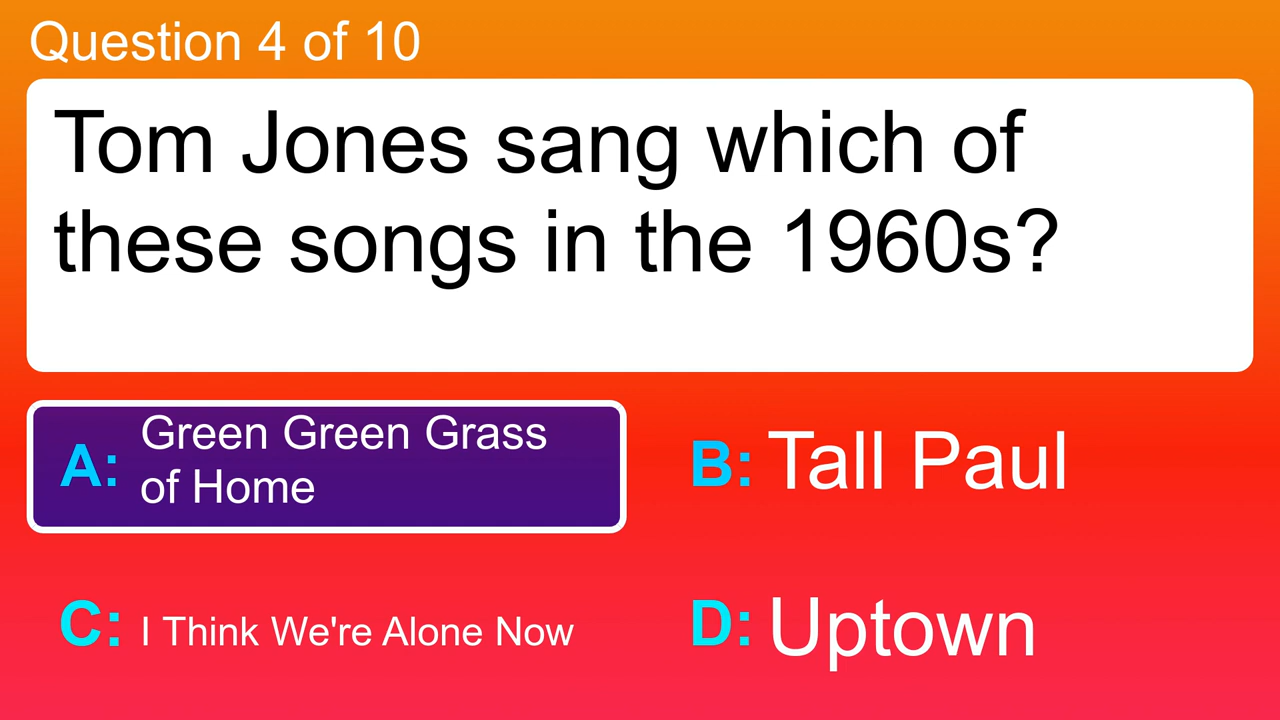 Question 4 of 10
Tom Jones sang which of
these songs in the 1960s?
A: Green Green Grass
of Home
B: Tall Paul
C: I Think We're Alone Now
D: Uptown